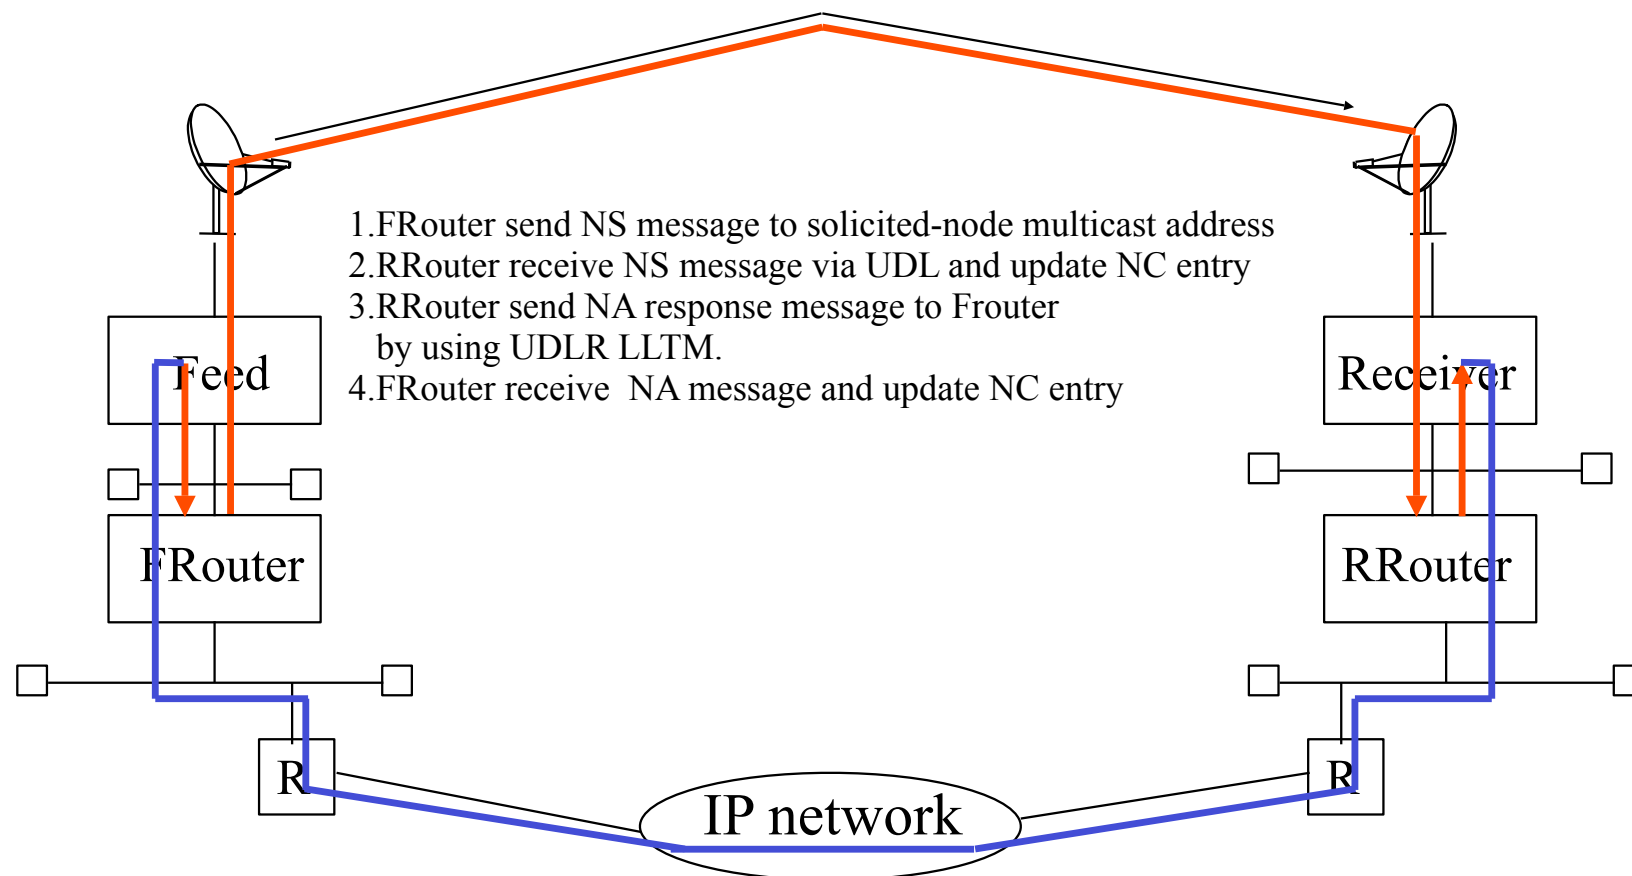 1.FRouter send NS message to solicited-node multicast address
2.RRouter receive NS message via UDL and update NC entry
3.RRouter send NA response message to Frouter
by using UDLR LLTM.
4.FRouter receive NA message and update NC entry
Feed
Receiver
FRouter
RRouter
R
R
IP network